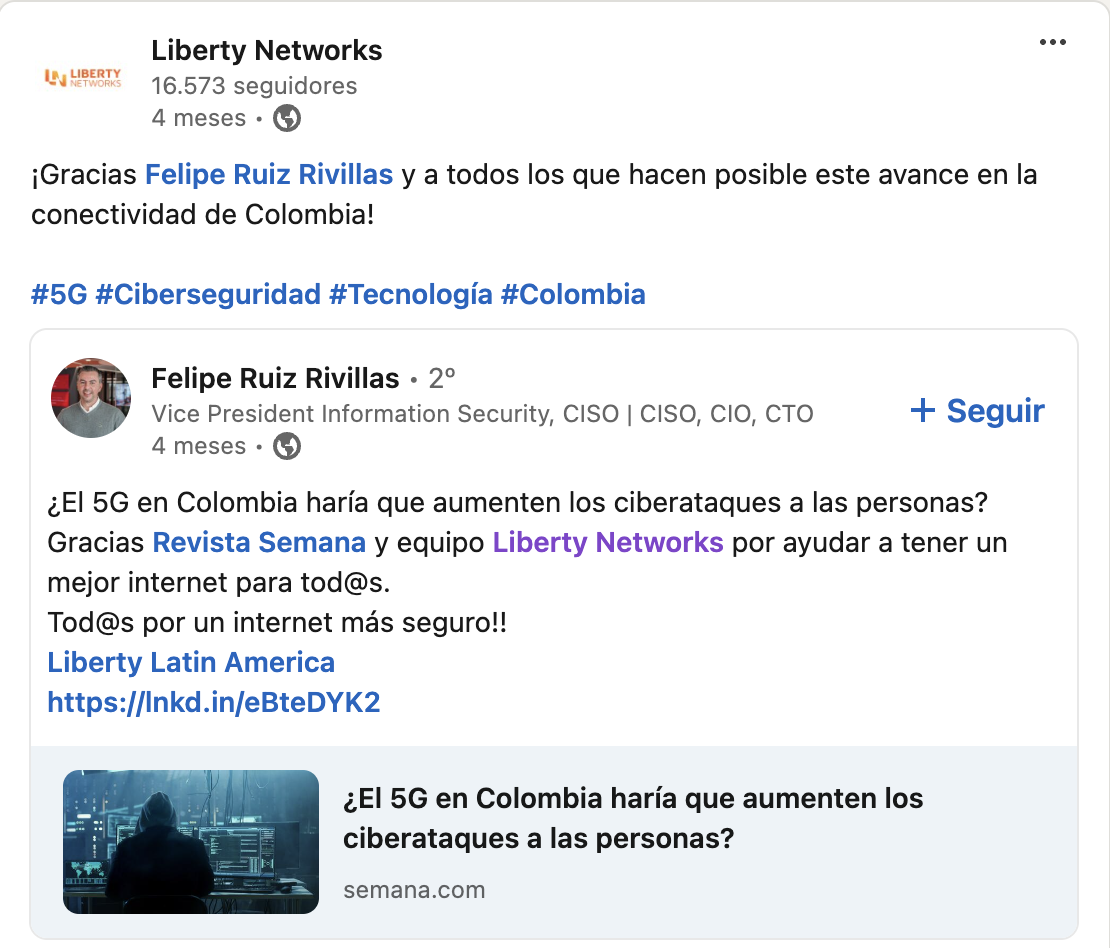 Liberty Networks
LIBERTY
NETWORKS
16.573 seguidores
4 meses •
¡Gracias Felipe Ruiz Rivillas y a todos los que hacen posible este avance en la
conectividad de Colombia!
#5G #Ciberseguridad #Tecnología #Colombia
Felipe Ruiz Rivillas • 2º
Vice President Information Security, CISO | CISO, CIO, CTO
4 meses •
+ Seguir
¿El 5G en Colombia haría que aumenten los ciberataques a las personas?
Gracias Revista Semana y equipo Liberty Networks por ayudar a tener un
mejor internet para tod@s.
Tod@s por un internet más seguro!!
Liberty Latin America
https://lnkd.in/eBteDYK2
¿El 5G en Colombia haría que aumenten los
ciberataques a las personas?
semana.com